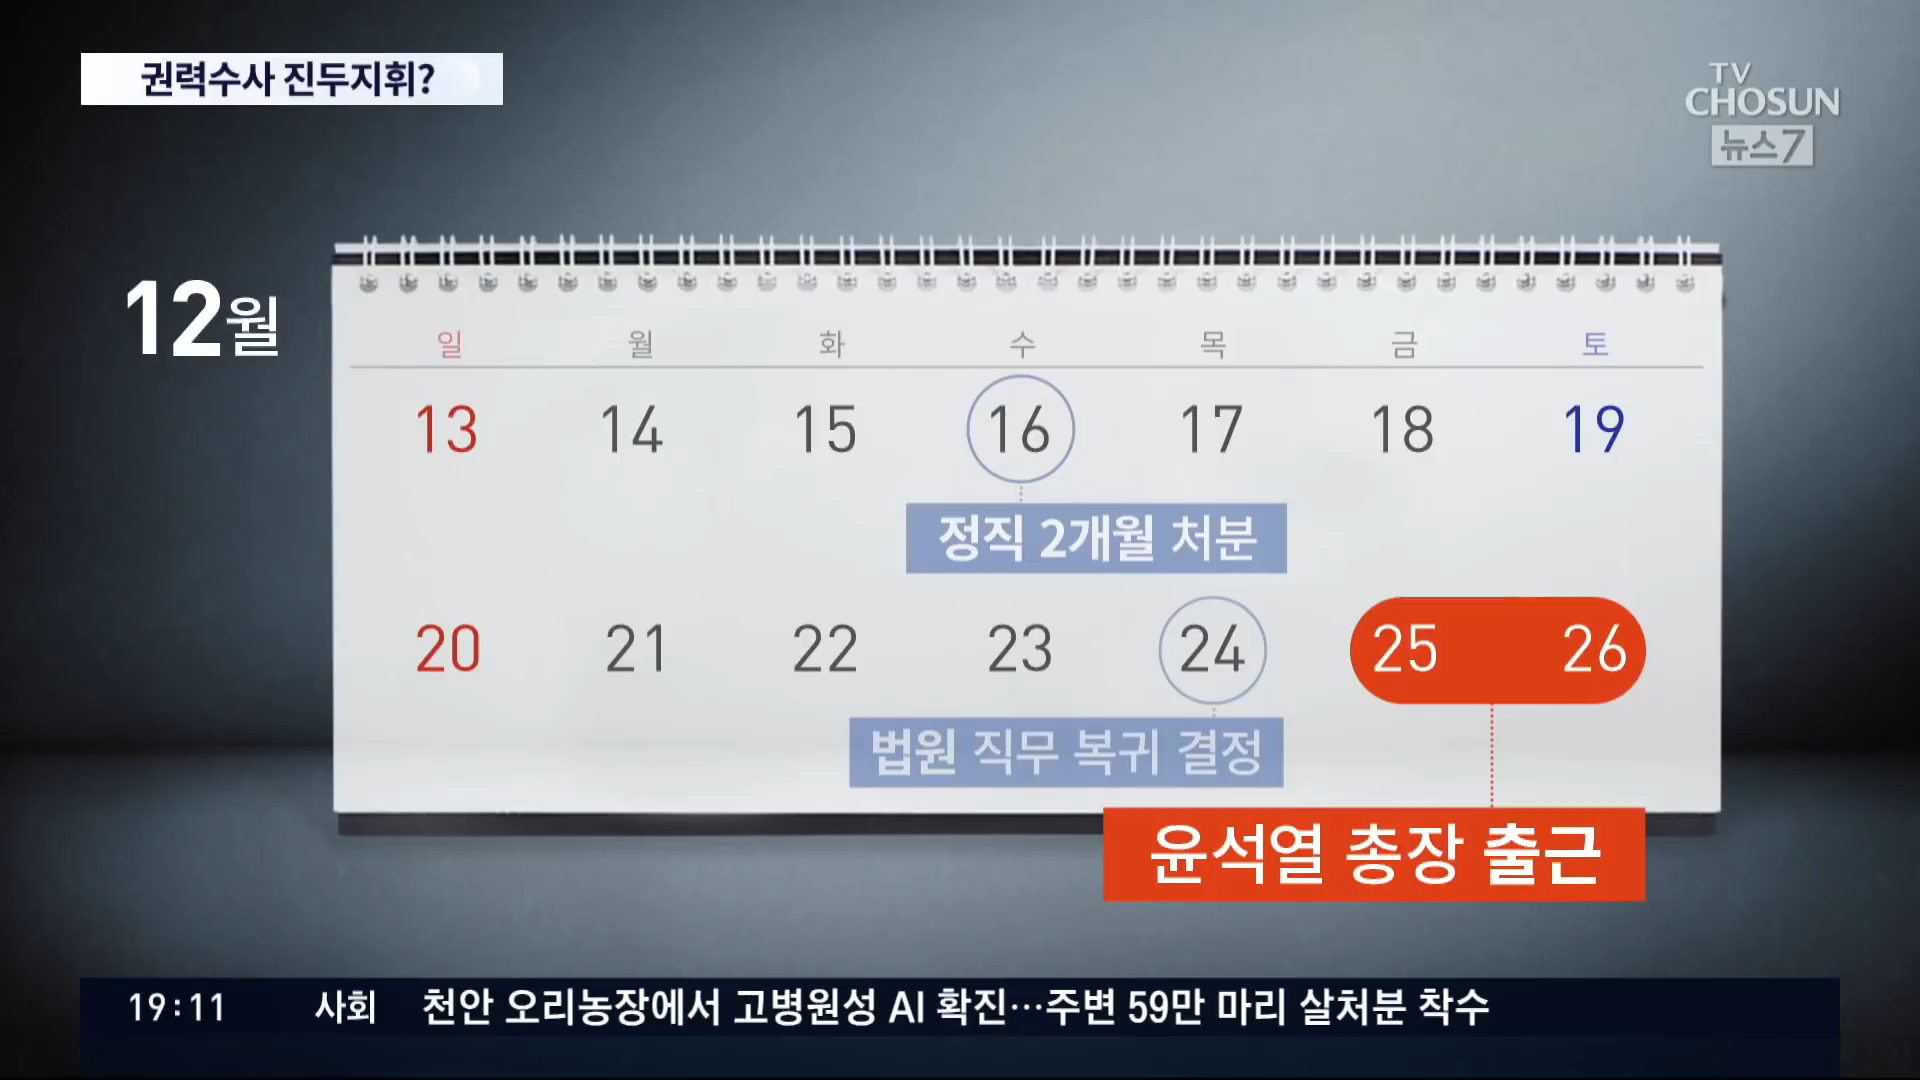 권력수사 진두지휘?
TV
CHOSUN
뉴스7
12월
일 월 화 수 목 금 토
13 14 15 16 17 18 19
정직 2개월 처분
20 21 22 23 24 25 26
법원 직무 복귀 결정
윤석열 총장 출근
19:11 사회 천안 오리농장에서 고병원성 AI 확진…주변 59만 마리 살처분 착수